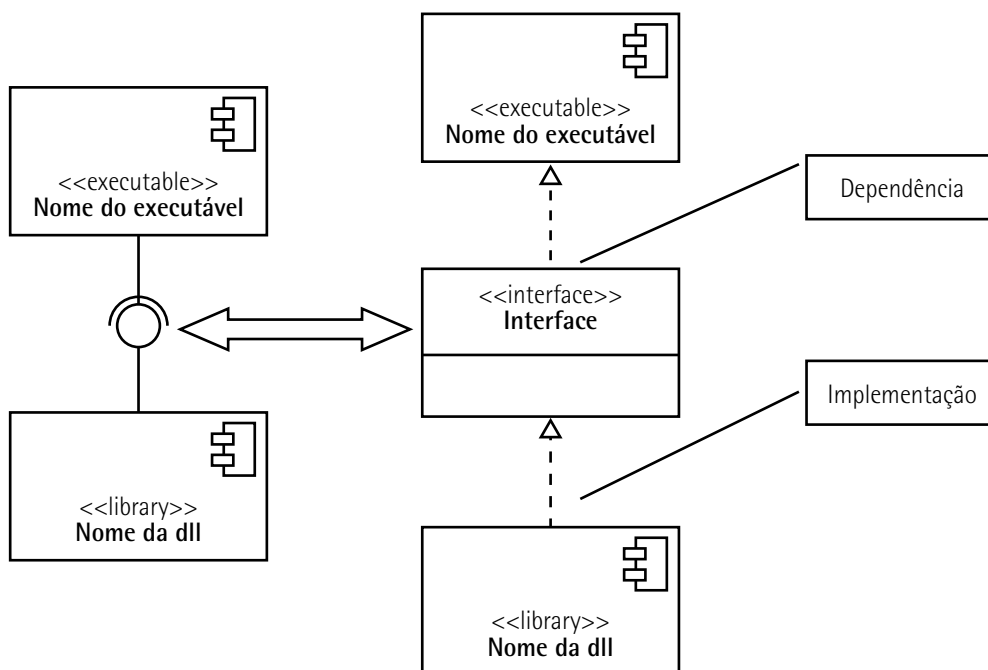 <<executable>>
Nome do executável
<<library>>
Nome da dll
<<executable>>
Nome do executável
<<interface>>
Interface
<<library>>
Nome da dll
Dependência
Implementação